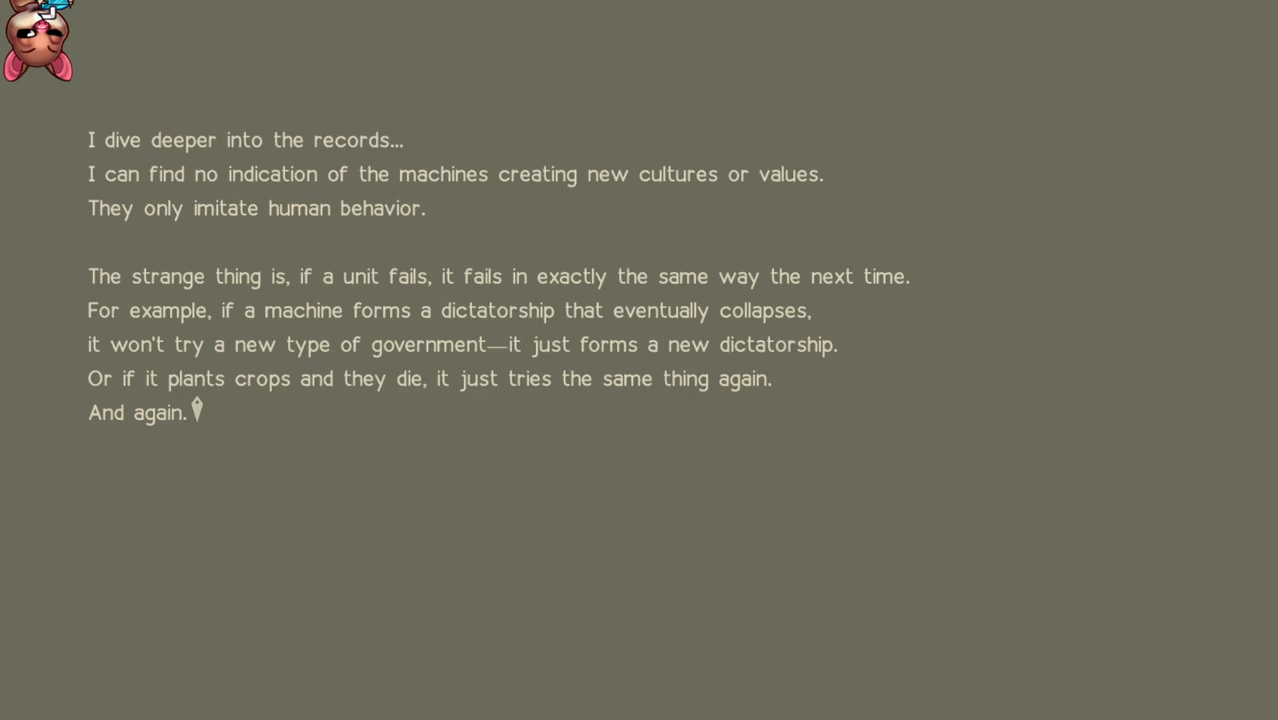 I dive deeper into the records...
I can find no indication of the machines creating new cultures or values.
They only imitate human behavior.
The strange thing is, if a unit fails, it fails in exactly the same way the next time.
For example, if a machine forms a dictatorship that eventually collapses,
it won't try a new type of government—it just forms a new dictatorship.
Or if it plants crops and they die, it just tries the same thing again.
And again.